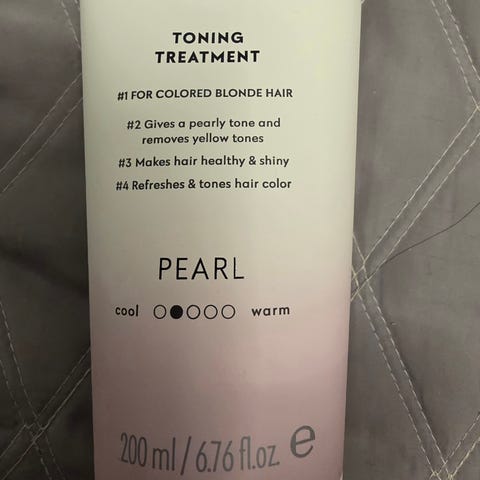 TONING
TREATMENT
#1 FOR COLORED BLONDE HAIR
#2 Gives a pearly tone and
removes yellow tones
#3 Makes hair healthy & shiny
#4 Refreshes & tones hair color
PEARL
cool warm
200 ml / 6.76 fl.oz. ℮